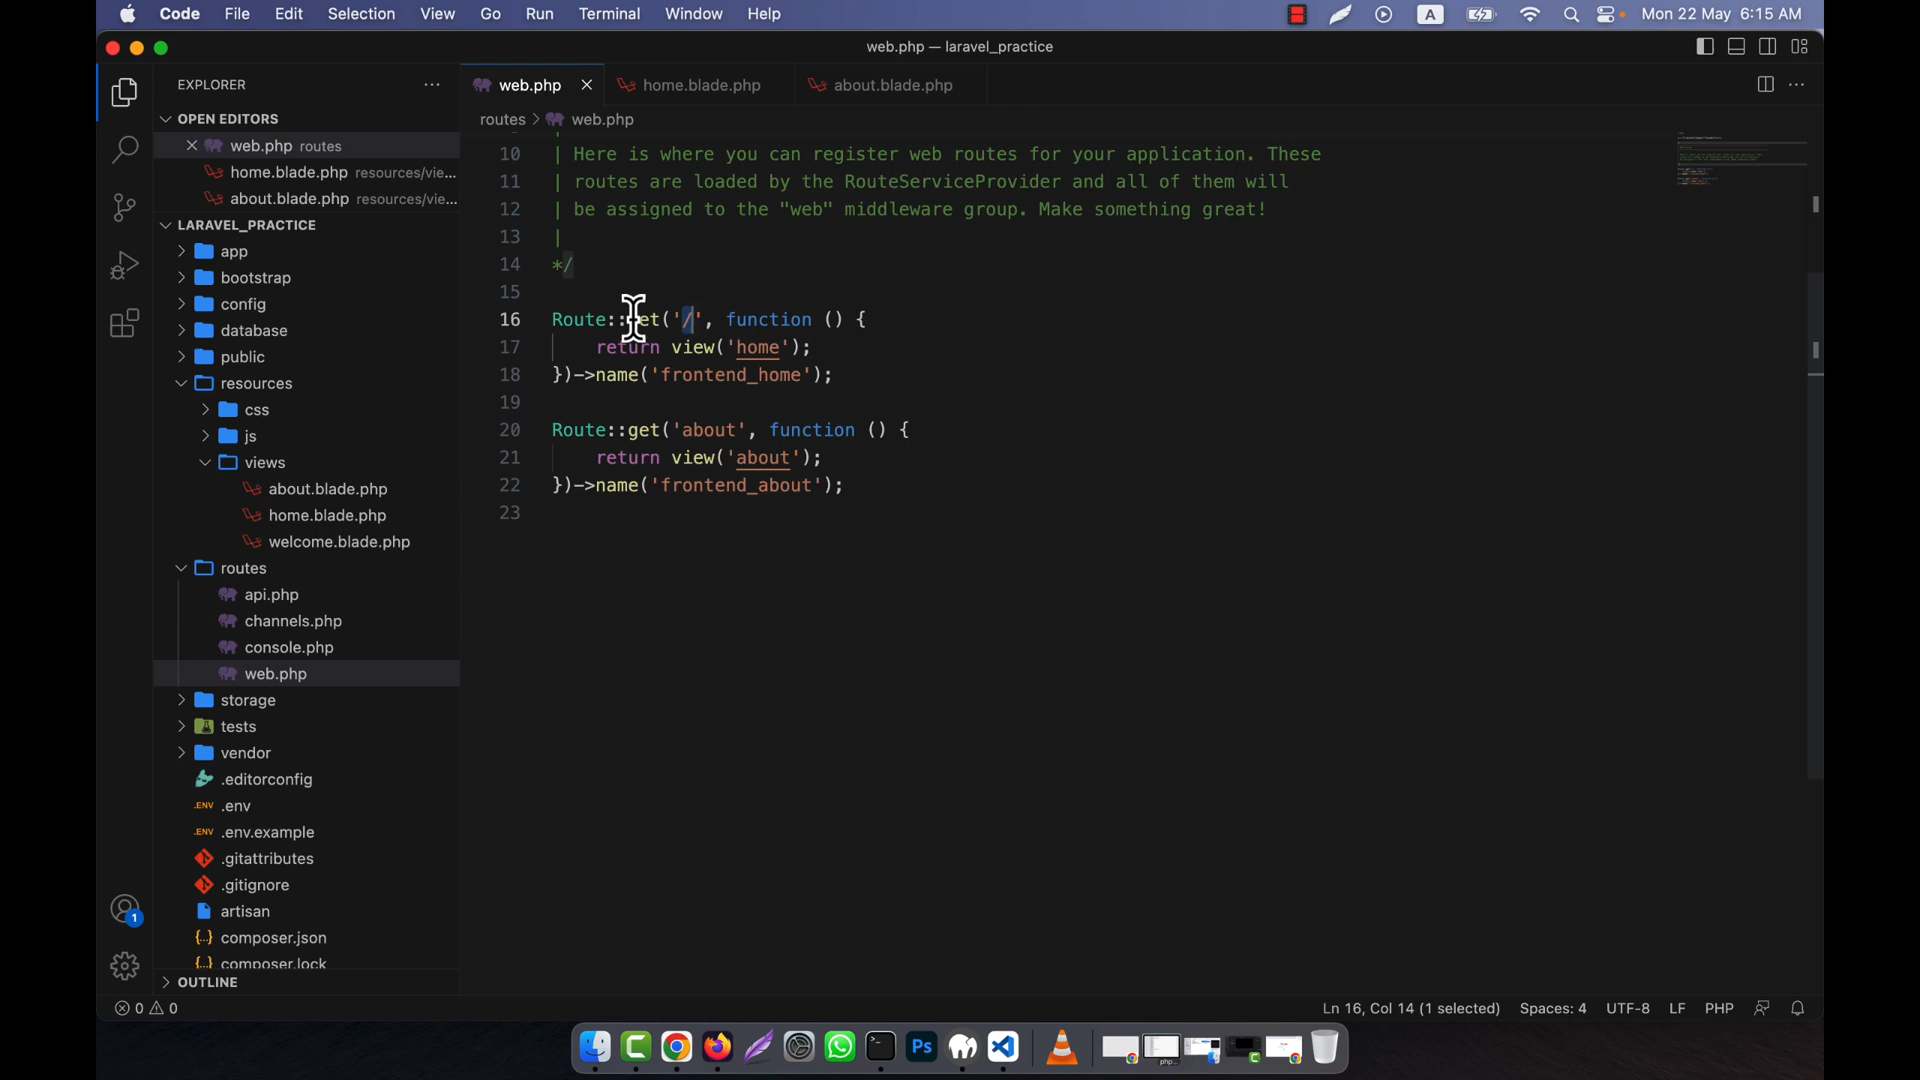 Code File Edit Selection View Go Run Terminal Window Help A Mon 22 May 6:15 AM
web.php — laravel_practice
EXPLORER ···
web.php home.blade.php about.blade.php ···
OPEN EDITORS
routes > web.php
web.php routes
home.blade.php resources/vie...
about.blade.php resources/vie...
LARAVEL_PRACTICE
app
bootstrap
config
database
public
resources
css
js
views
about.blade.php
home.blade.php
welcome.blade.php
routes
api.php
channels.php
console.php
web.php
storage
tests
vendor
.editorconfig
.ENV .env
.ENV .env.example
.gitattributes
.gitignore
artisan
{..} composer.json
{..} composer.lock
OUTLINE
10 | Here is where you can register web routes for your application. These
11 | routes are loaded by the RouteServiceProvider and all of them will
12 | be assigned to the "web" middleware group. Make something great!
13 |
14 */
15
16 Route::get('/', function () {
17 return view('home');
18 })->name('frontend_home');
19
20 Route::get('about', function () {
21 return view('about');
22 })->name('frontend_about');
23
1
0 0 Ln 16, Col 14 (1 selected) Spaces: 4 UTF-8 LF PHP
Ps
php